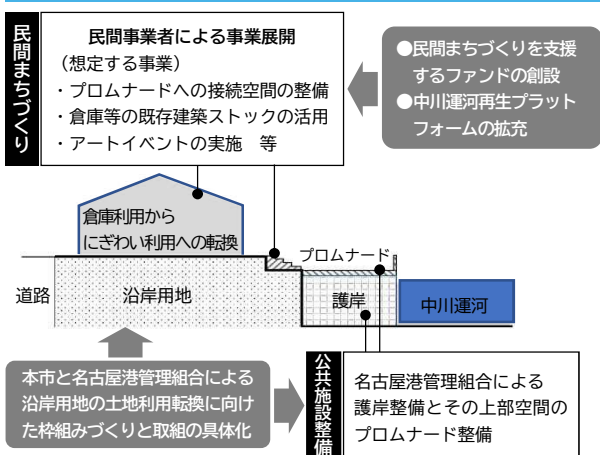 民間まちづくり
民間事業者による事業展開
(想定する事業)
・プロムナードへの接続空間の整備
・倉庫等の既存建築ストックの活用
・アートイベントの実施　等
●民間まちづくりを支援
するファンドの創設
●中川運河再生プラット
フォームの拡充
倉庫利用から
にぎわい利用への転換
プロムナード
道路
沿岸用地
護岸
中川運河
本市と名古屋港管理組合による
沿岸用地の土地利用転換に向け
た枠組みづくりと取組の具体化
公共施設整備
名古屋港管理組合による
護岸整備とその上部空間の
プロムナード整備